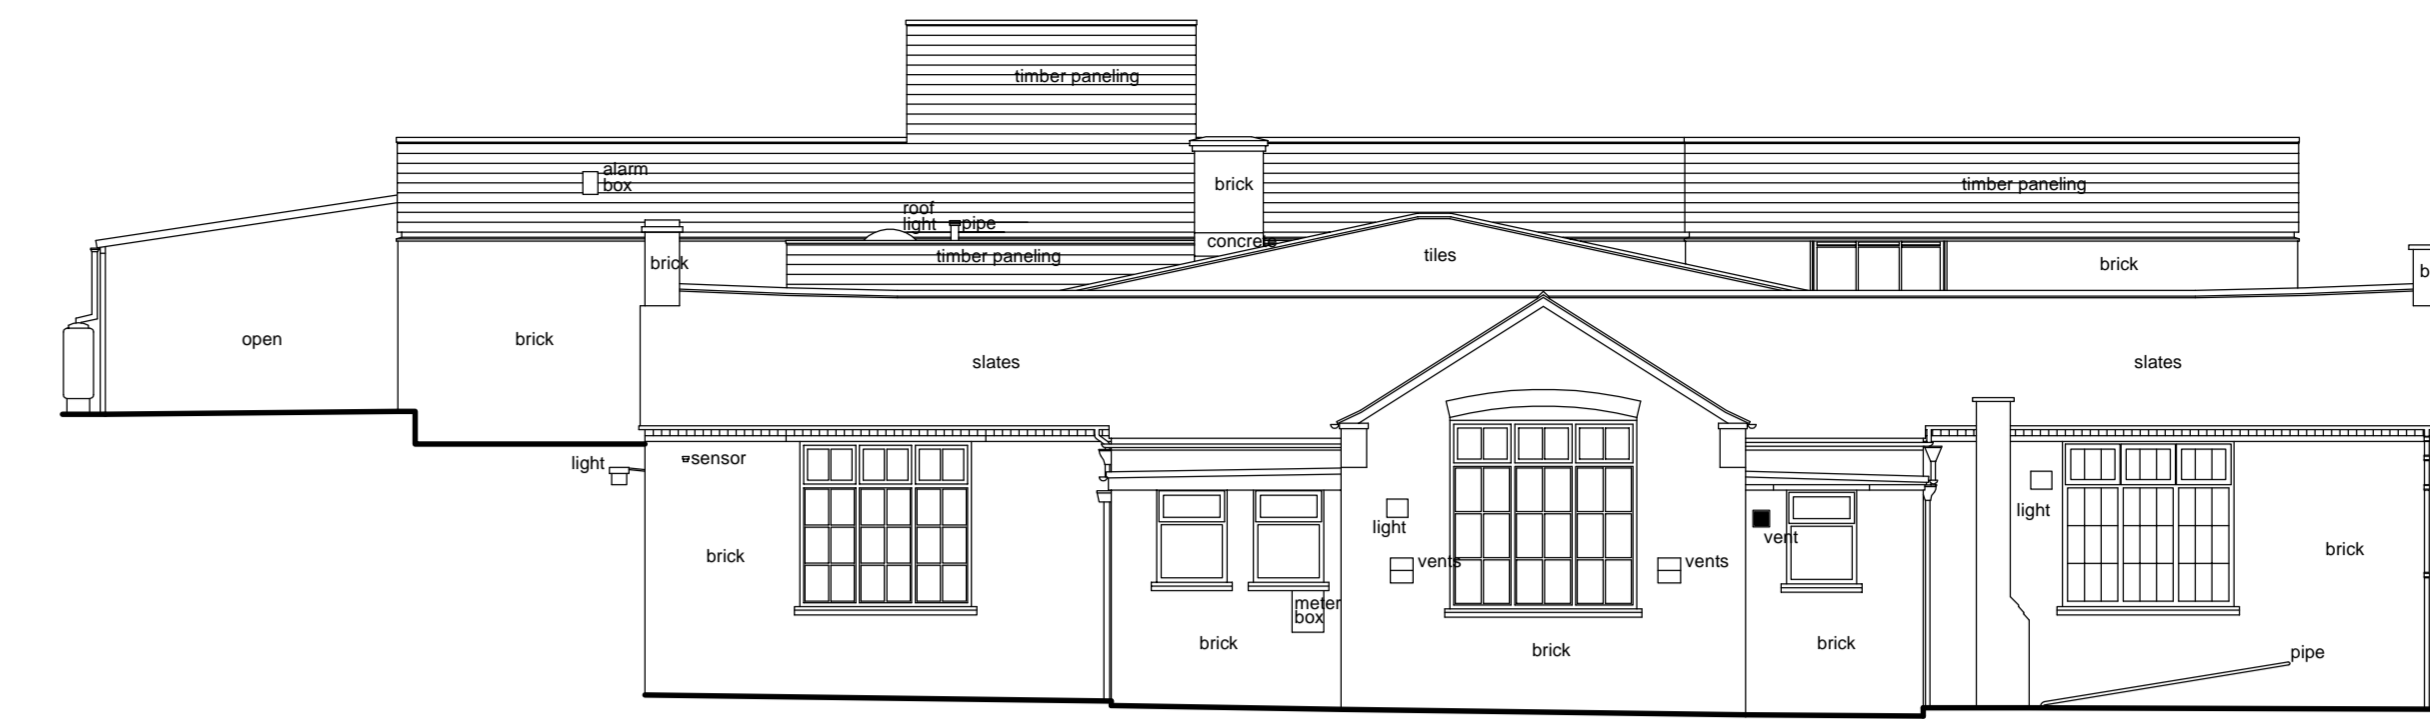 timber paneling
alarm
box
brick
timber paneling
roof
light
pipe
concrete
timber paneling
tiles
brick
brick
b
open
brick
slates
slates
light
sensor
light
light
vent
brick
vents
vents
brick
meter
box
brick
brick
brick
pipe